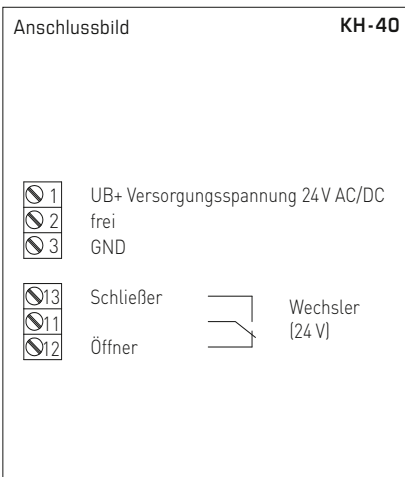 Anschlussbild KH-40
1 UB+ Versorgungsspannung 24 V AC/DC
2 frei
3 GND
13 Schließer
11
12 Öffner
Wechsler
(24 V)